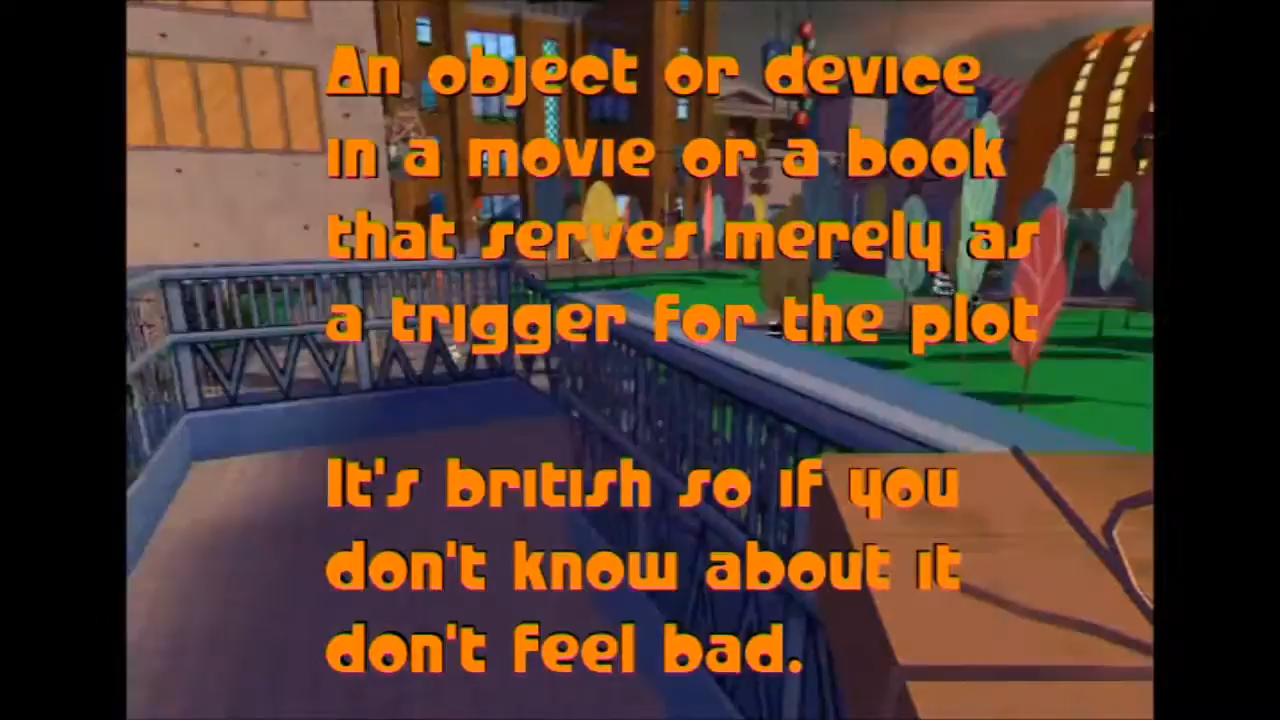 An object or device
in a movie or a book
that serves merely as
a trigger for the plot
It's british so if you
don't know about it
don't feel bad.